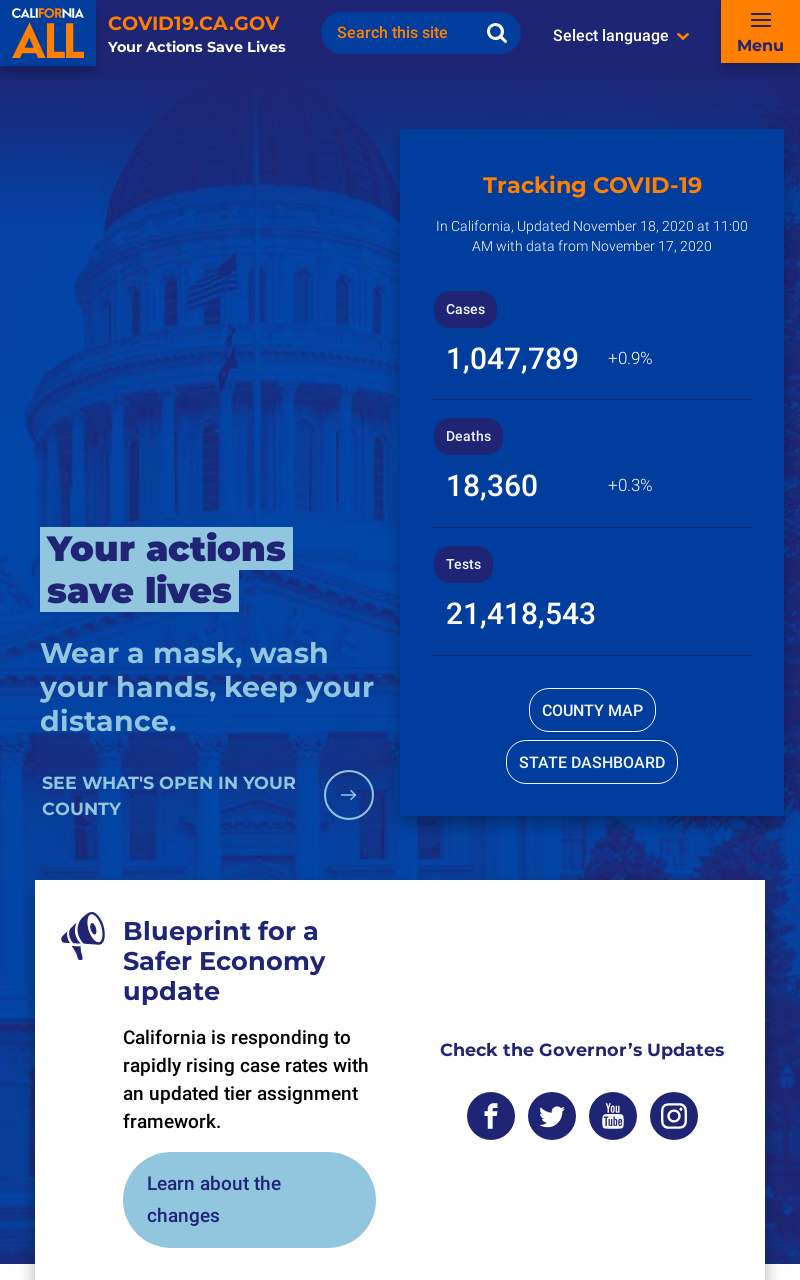 CALIFORNIA
ALL
COVID19.CA.GOV
Your Actions Save Lives
Search this site
Select language
Menu
Tracking COVID-19
In California, Updated November 18, 2020 at 11:00
AM with data from November 17, 2020
Cases
1,047,789 +0.9%
Deaths
18,360 +0.3%
Tests
21,418,543
COUNTY MAP
STATE DASHBOARD
Your actions
save lives
Wear a mask, wash
your hands, keep your
distance.
SEE WHAT'S OPEN IN YOUR
COUNTY
Blueprint for a
Safer Economy
update
California is responding to
rapidly rising case rates with
an updated tier assignment
framework.
Learn about the
changes
Check the Governor’s Updates
You
Tube